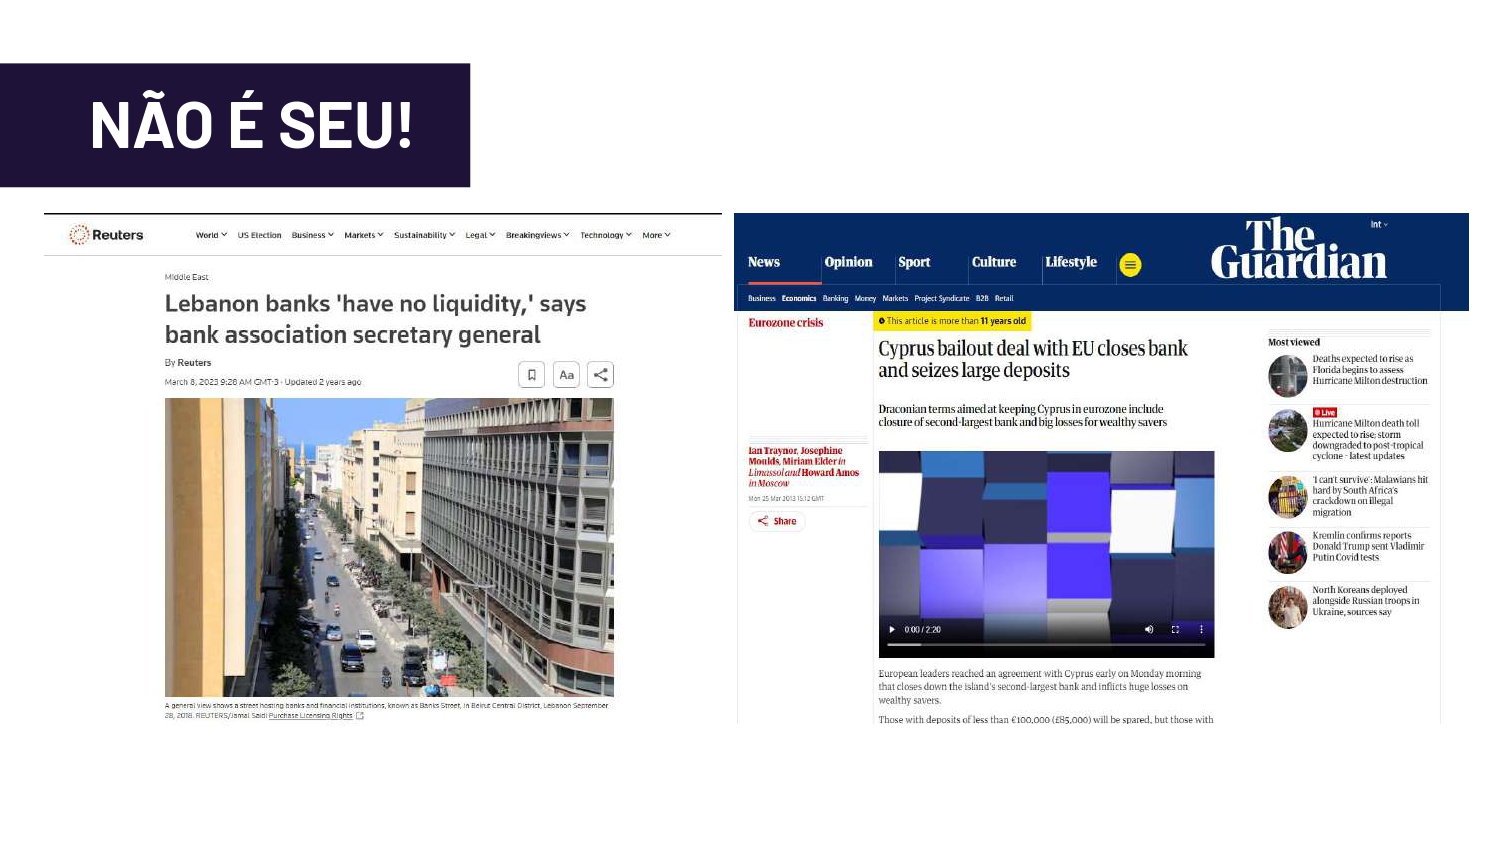 NÃO É SEU!
Reuters
World US Election Business Markets Sustainability Legal Breakingviews Technology More
Middle East
Lebanon banks 'have no liquidity,' says
bank association secretary general
By Reuters
March 8, 2023 9:28 AM GMT-3 · Updated 2 years ago
Aa
A general view shows a street hosting banks and financial institutions, known as Banks Street, in Beirut Central District, Lebanon September
28, 2018. REUTERS/Jamal Saidi Purchase Licensing Rights
The
Guardian
Int
News Opinion Sport Culture Lifestyle
Business Economics Banking Money Markets Project Syndicate B2B Retail
Eurozone crisis
This article is more than 11 years old
Cyprus bailout deal with EU closes bank
and seizes large deposits
Draconian terms aimed at keeping Cyprus in eurozone include
closure of second-largest bank and big losses for wealthy savers
Ian Traynor, Josephine
Moulds, Miriam Elder in
Limassol and Howard Amos
in Moscow
Mon 25 Mar 2013 15.12 GMT
Share
0:00 / 2:20
European leaders reached an agreement with Cyprus early on Monday morning
that closes down the island's second-largest bank and inflicts huge losses on
wealthy savers.
Those with deposits of less than €100,000 (£85,000) will be spared, but those with
Most viewed
Deaths expected to rise as
Florida begins to assess
Hurricane Milton destruction
Live
Hurricane Milton death toll
expected to rise; storm
downgraded to post-tropical
cyclone – latest updates
'I can't survive': Malawians hit
hard by South Africa's
crackdown on illegal
migration
Kremlin confirms reports
Donald Trump sent Vladimir
Putin Covid tests
North Koreans deployed
alongside Russian troops in
Ukraine, sources say